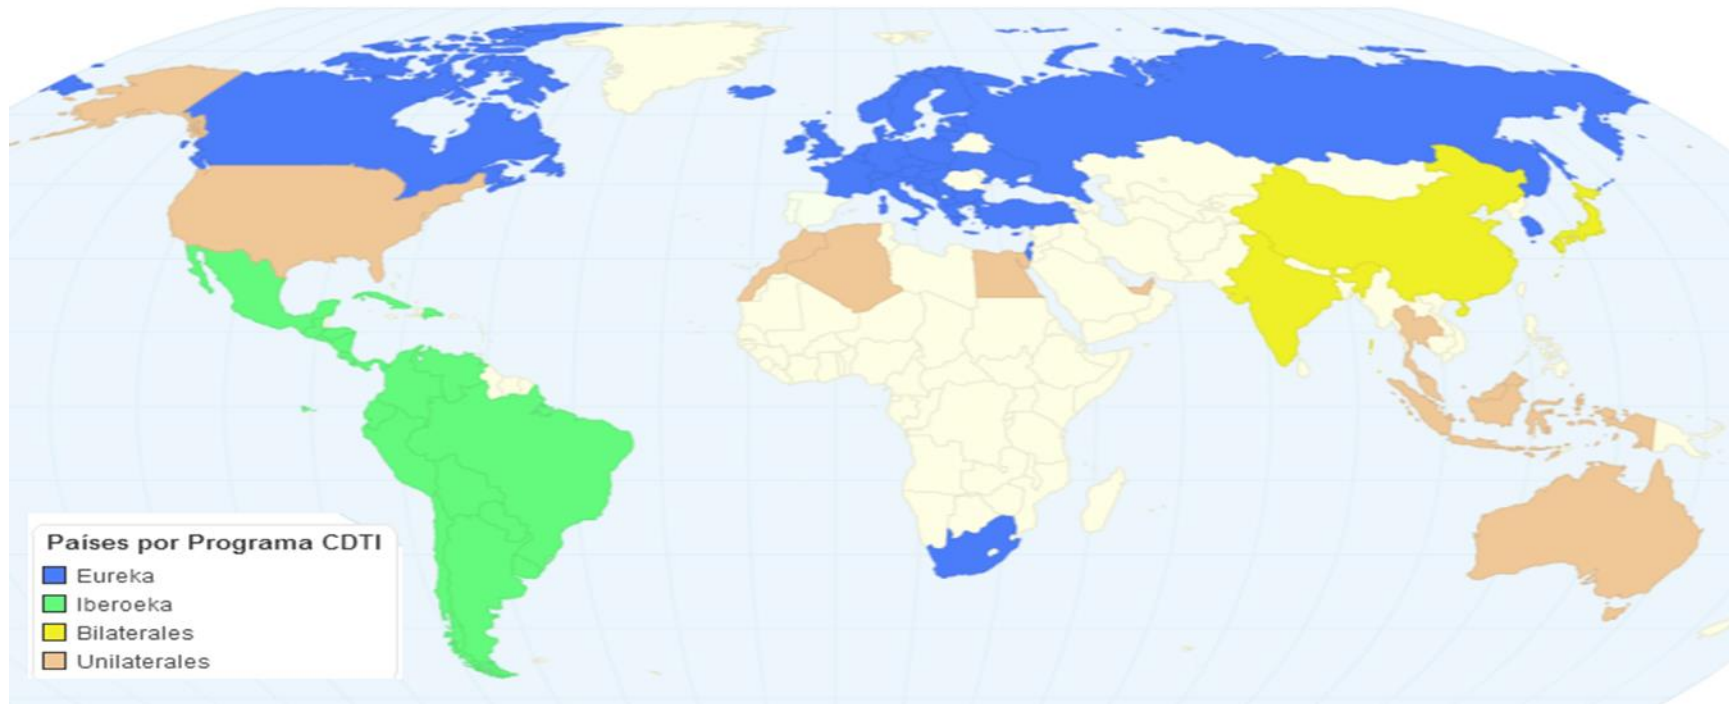 Países por Programa CDTI
Eureka
Iberoeka
Bilaterales
Unilaterales